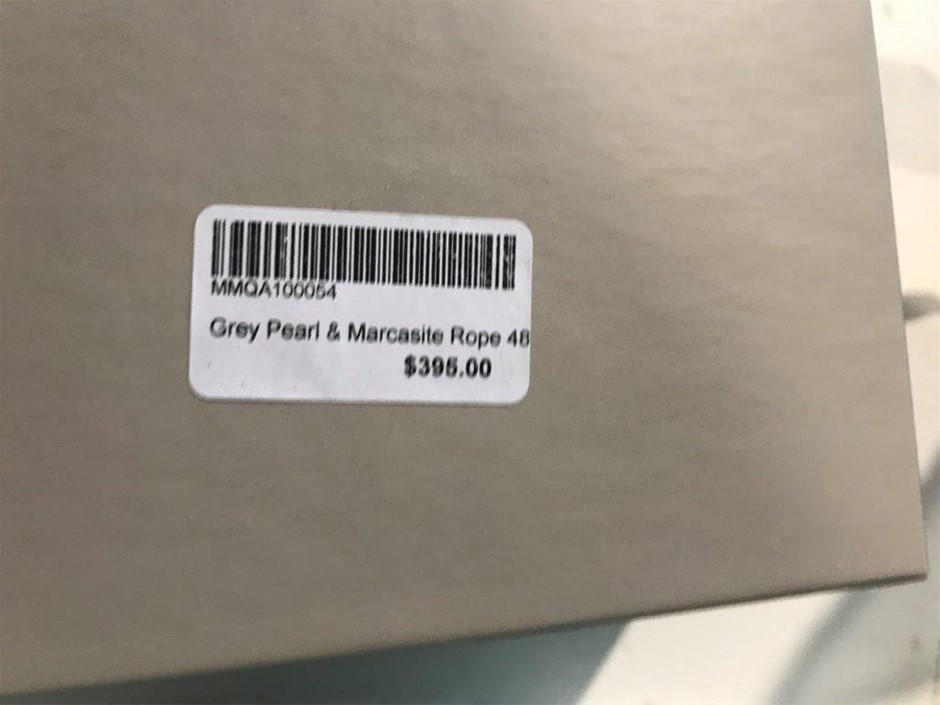 MMQA100054
Grey Pearl & Marcasite Rope 48
$395.00